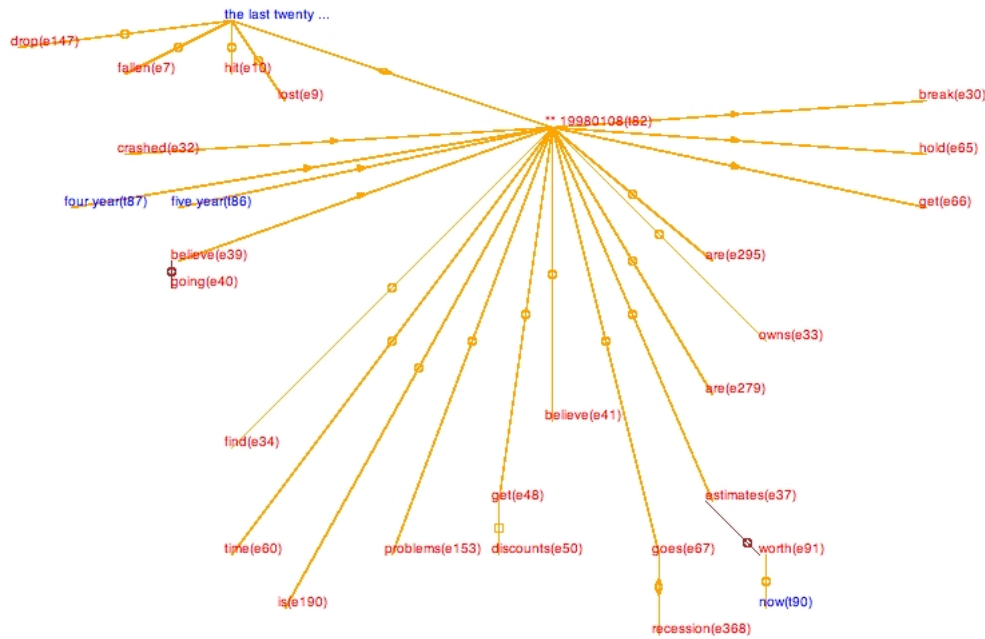 the last twenty ...
drop(e147)
fallen(e7)
hit(e10)
lost(e9)
break(e30)
** 19980108(t82)
crashed(e32)
hold(e65)
four year(t87)
five year(t86)
get(e66)
believe(e39)
are(e295)
going(e40)
owns(e33)
are(e279)
believe(e41)
find(e34)
get(e48)
estimates(e37)
time(e60)
problems(e153)
discounts(e50)
goes(e67)
worth(e91)
is(e190)
now(t90)
recession(e368)